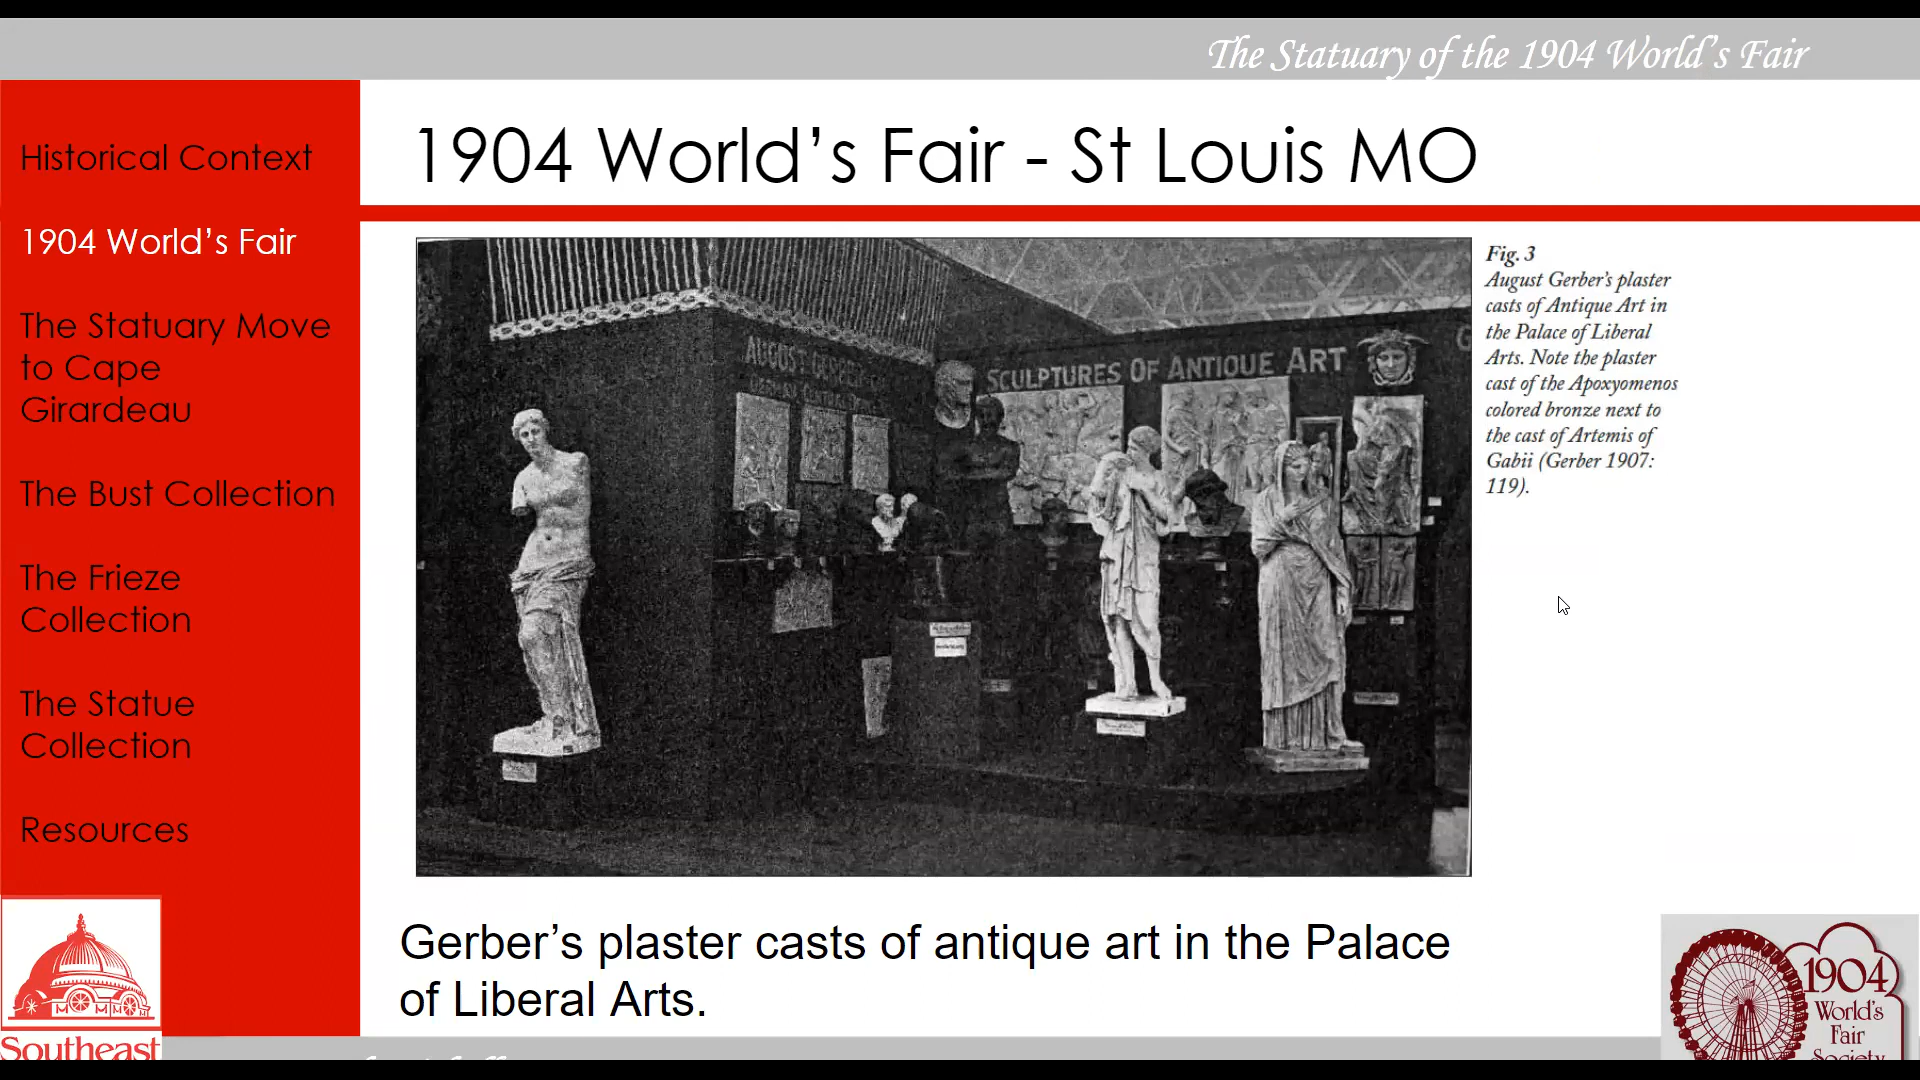 The Statuary of the 1904 World's Fair
1904 World's Fair - St Louis MO
Historical Context
1904 World's Fair
The Statuary Move
to Cape
Girardeau
The Bust Collection
The Frieze
Collection
The Statue
Collection
Resources
AUGUST GERBER
SCULPTURES OF ANTIQUE ART
Fig. 3
August Gerber's plaster
casts of Antique Art in
the Palace of Liberal
Arts. Note the plaster
cast of the Apoxyomenos
colored bronze next to
the cast of Artemis of
Gabii (Gerber 1907:
119).
Gerber's plaster casts of antique art in the Palace
of Liberal Arts.
Southeast
1904
World's
Fair
Society